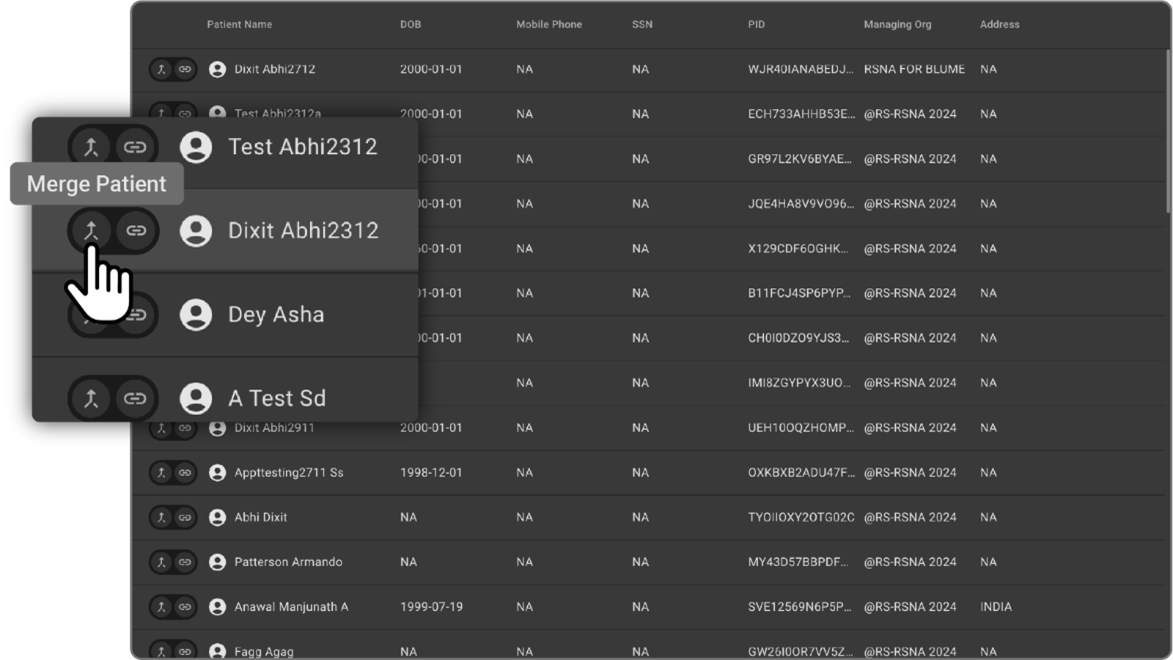 Patient Name DOB Mobile Phone SSN PID Managing Org Address
Dixit Abhi2712 2000-01-01 NA NA WJR40IANABEDJ... RSNA FOR BLUME NA
Test Abhi2312a 2000-01-01 NA NA ECH733AHHB53E... @RS-RSNA 2024 NA
Test Abhi2312 00-01-01 NA NA GR97L2KV6BYAE... @RS-RSNA 2024 NA
Merge Patient
00-01-01 NA NA JQE4HA8V9VO96... @RS-RSNA 2024 NA
Dixit Abhi2312 60-01-01 NA NA X129CDF6OGHK... @RS-RSNA 2024 NA
01-01-01 NA NA B11FCJ4SP6PYP... @RS-RSNA 2024 NA
Dey Asha 00-01-01 NA NA CH0I0DZO9YJS3... @RS-RSNA 2024 NA
NA NA IMI8ZGYPYX3UO... @RS-RSNA 2024 NA
A Test Sd
Dixit Abhi2911 2000-01-01 NA NA UEH10OQZHOMP... @RS-RSNA 2024 NA
Appttesting2711 Ss 1998-12-01 NA NA OXKBXB2ADU47F... @RS-RSNA 2024 NA
Abhi Dixit NA NA NA TYOIIOXY2OTG02C @RS-RSNA 2024 NA
Patterson Armando NA NA NA MY43D57BBPDF... @RS-RSNA 2024 NA
Anawal Manjunath A 1999-07-19 NA NA SVE12569N6P5P... @RS-RSNA 2024 INDIA
Fagg Agag NA NA NA GW26I0OR7VV5Z... @RS-RSNA 2024 NA